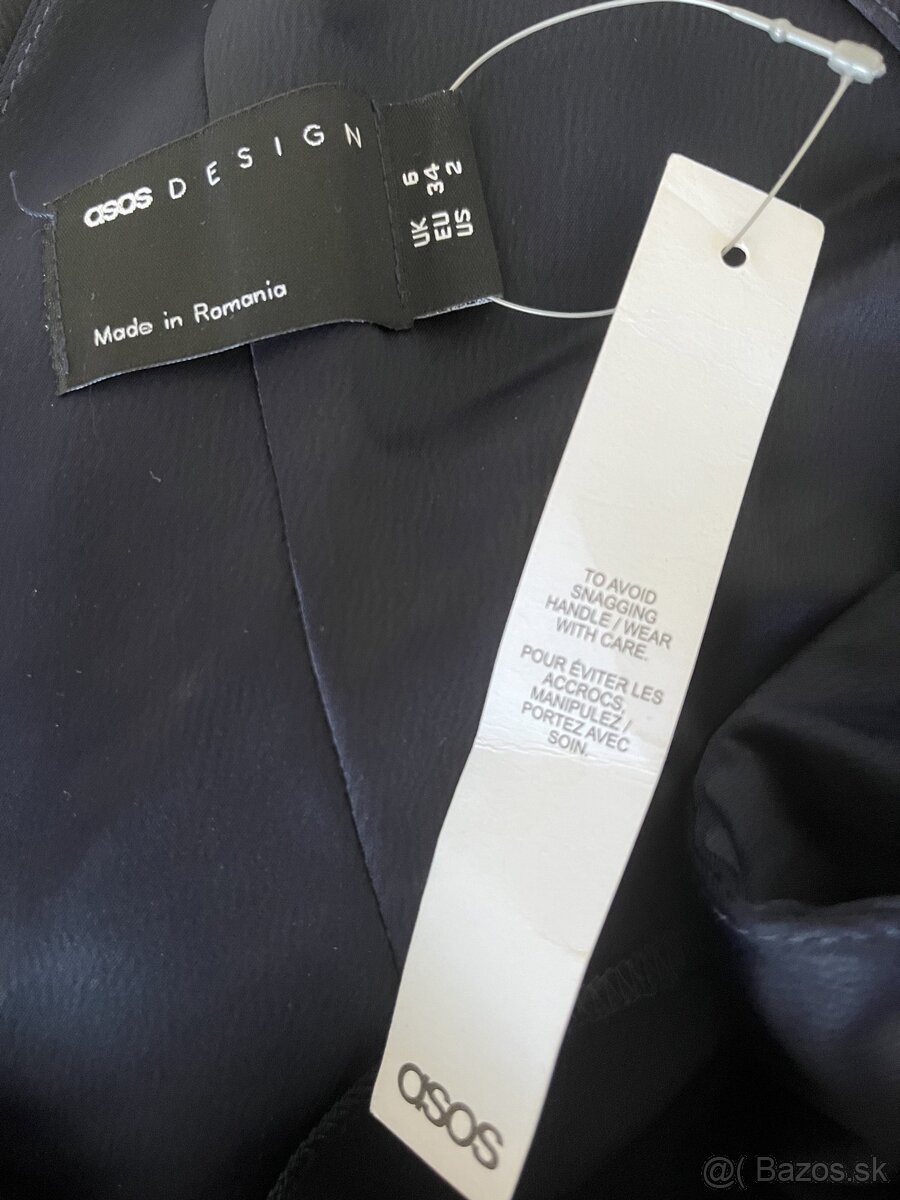 asos DESIGN
Made in Romania
UK 6
EU 34
US 2
TO AVOID
SNAGGING
HANDLE / WEAR
WITH CARE.
POUR ÉVITER LES
ACCROCS,
MANIPULEZ /
PORTEZ AVEC
SOIN.
asos
@( Bazos.sk